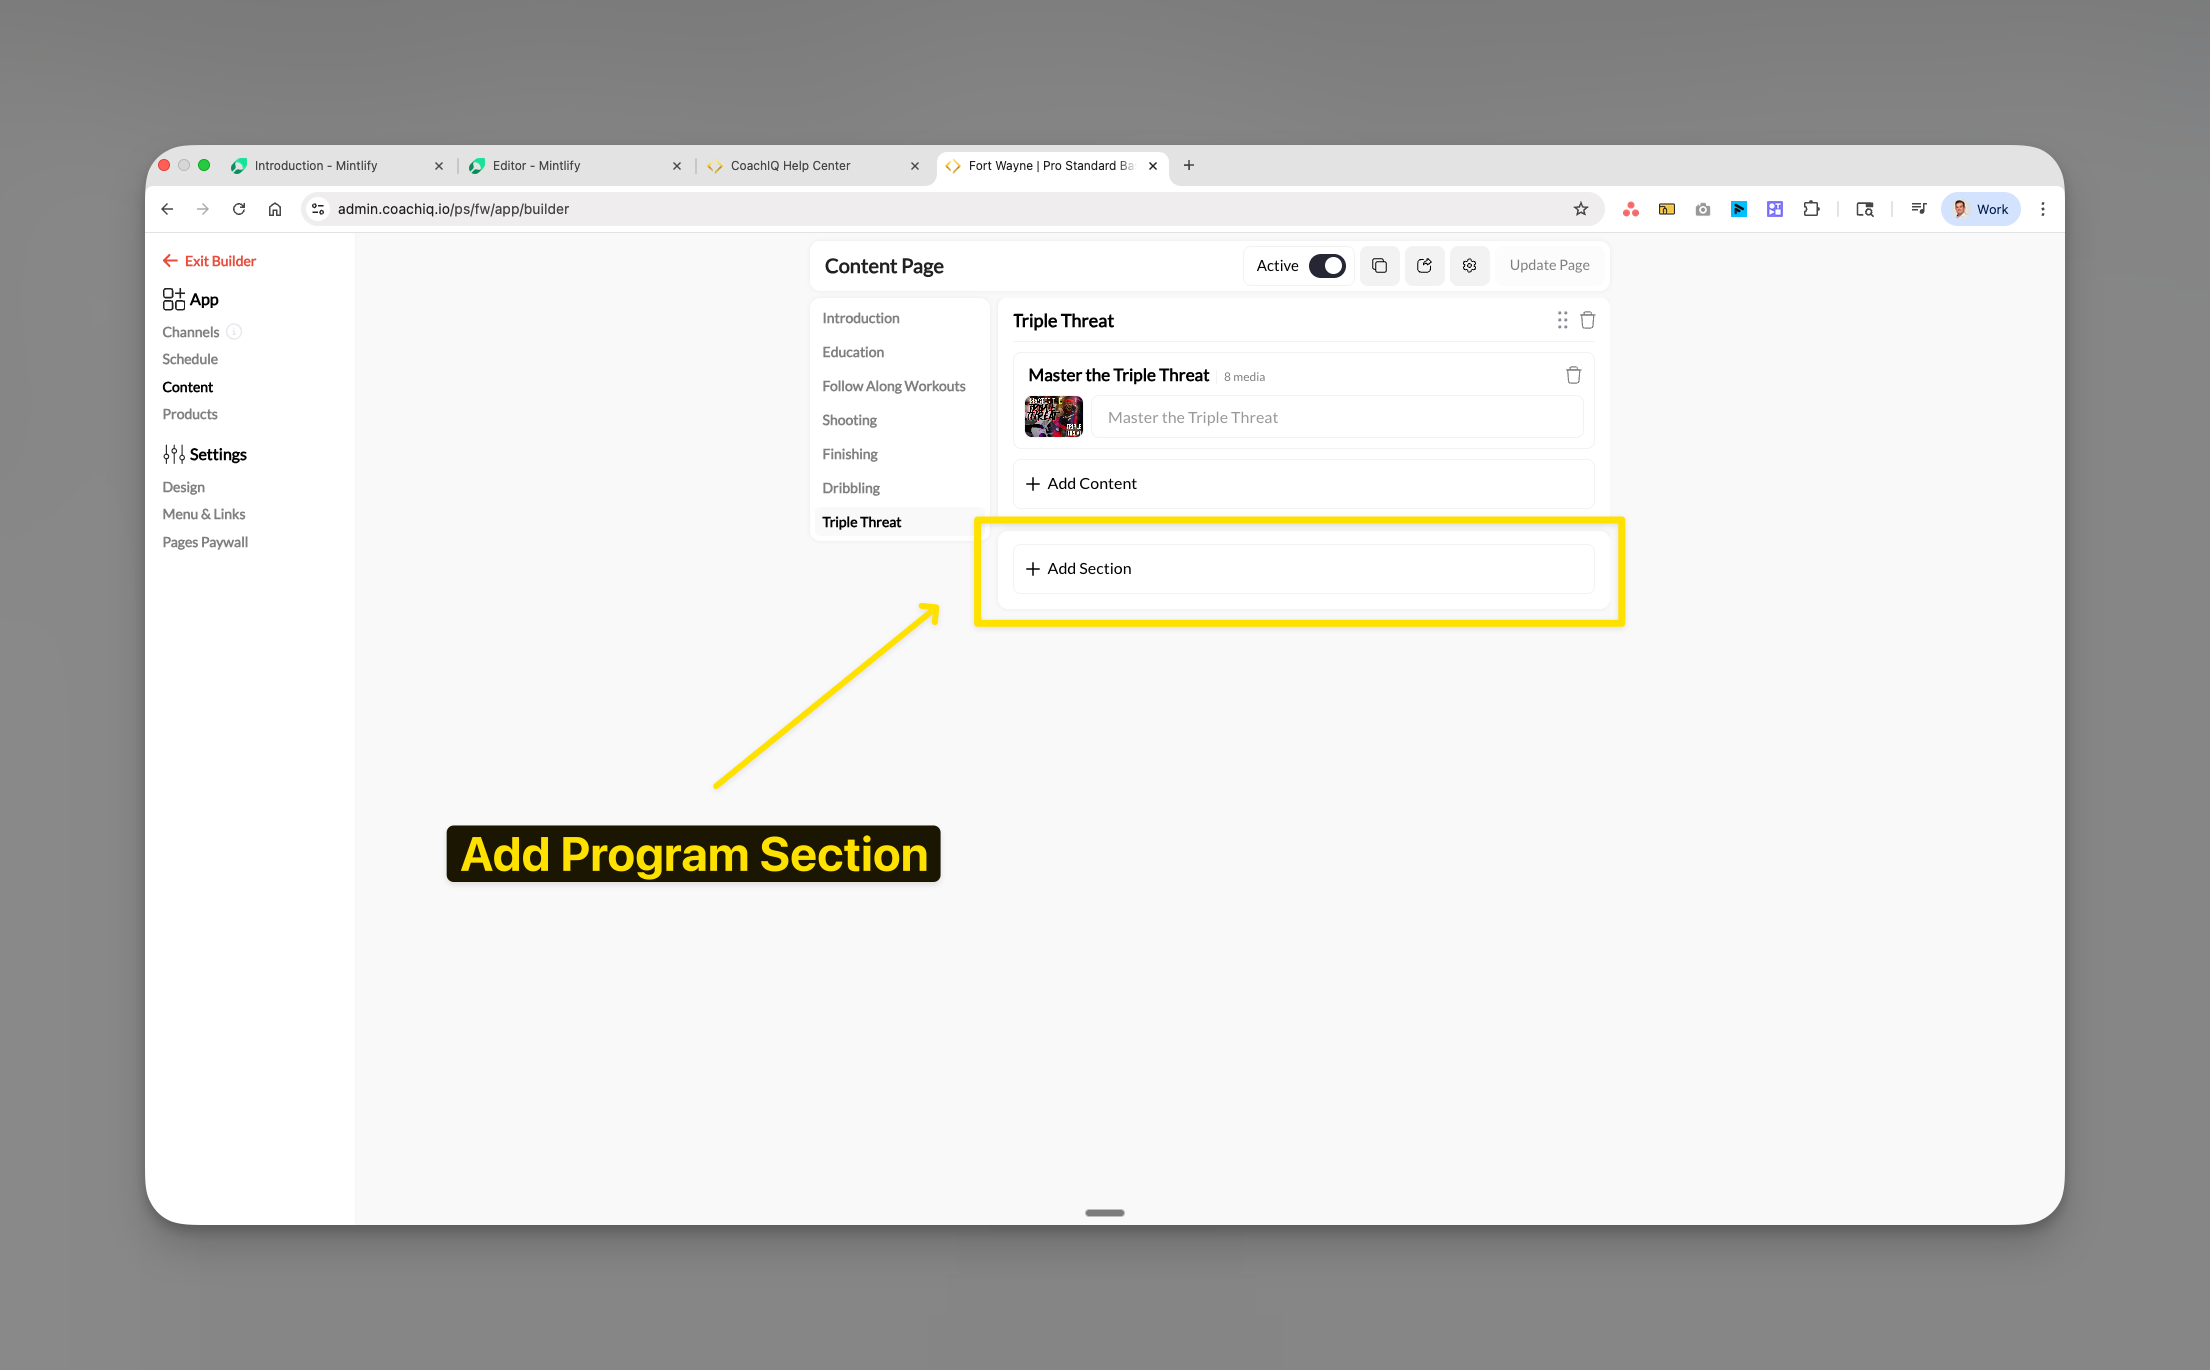 Introduction - Mintlify
Editor - Mintlify
CoachIQ Help Center
Fort Wayne | Pro Standard Ba
admin.coachiq.io/ps/fw/app/builder
Work
Exit Builder
App
Channels
Schedule
Content
Products
Settings
Design
Menu & Links
Pages Paywall
Content Page
Active
Update Page
Introduction
Education
Follow Along Workouts
Shooting
Finishing
Dribbling
Triple Threat
Triple Threat
Master the Triple Threat 8 media
Master the Triple Threat
+ Add Content
+ Add Section
Add Program Section